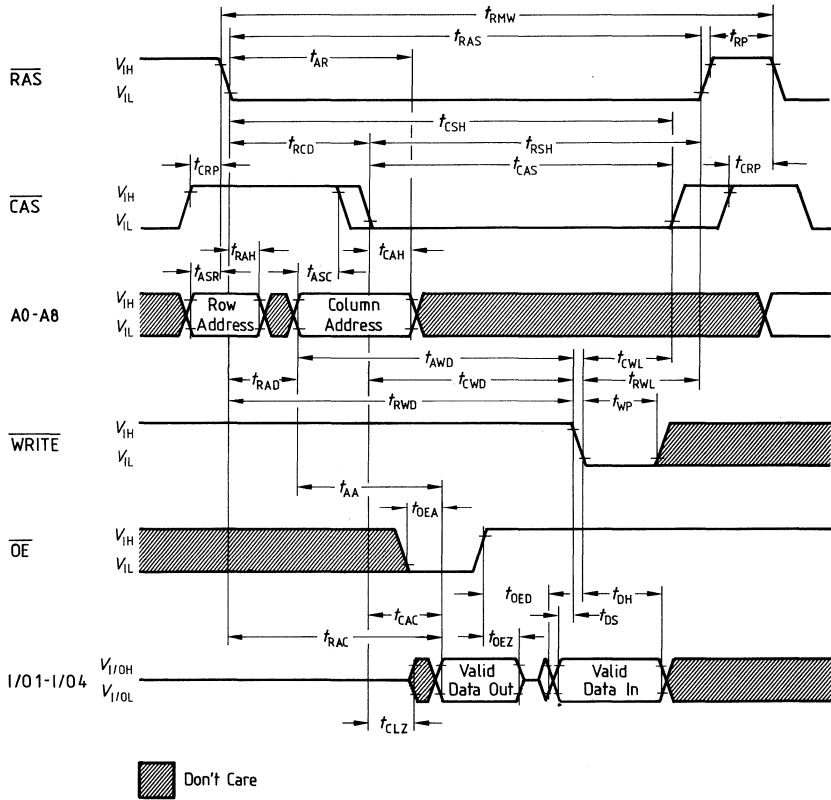 tRMW
tRAS
tRP
tAR
RAS
VIH
VIL
tCSH
tRCD
tRSH
tCRP
tCAS
tCRP
CAS
VIH
VIL
tRAH
tCAH
tASR
tASC
A0-A8
VIH
VIL
Row Address
Column Address
tAWD
tCWL
tRAD
tCWD
tRWL
tRWD
tWP
WRITE
VIH
VIL
tAA
tOEA
OE
VIH
VIL
tOED
tDH
tCAC
tDS
tRAC
tOEZ
I/O1-I/O4
VI/OH
VI/OL
Valid Data Out
Valid Data In
tCLZ
Don't Care